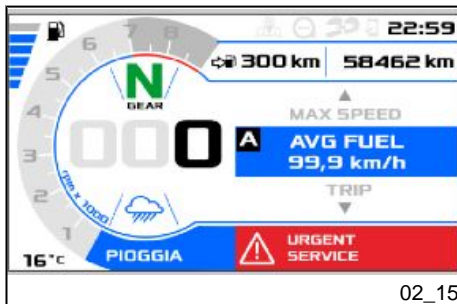 22:59
300 km 58462 km
8
7
6
5
4
3
2
1
rpm x 1000
N
GEAR
000
MAX SPEED
A AVG FUEL
99,9 km/h
TRIP
16°C
PIOGGIA
URGENT
SERVICE
02_15